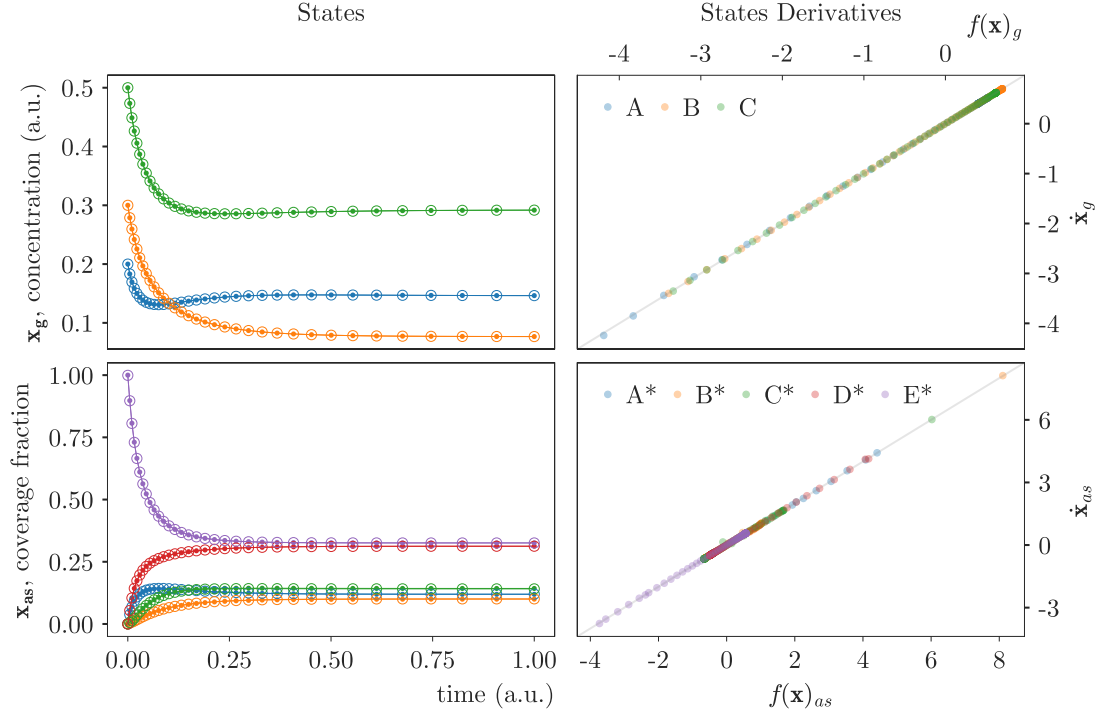 States
States Derivatives
f(x)_g
-4 -3 -2 -1 0
0.5
0.4
0.3
0.2
0.1
x_g, concentration (a.u.)
A B C
0
-1
-2
-3
-4
ẋ_g
1.00
0.75
0.50
0.25
0.00
x_as, coverage fraction
A* B* C* D* E*
6
3
0
-3
ẋ_as
0.00 0.25 0.50 0.75 1.00
time (a.u.)
-4 -2 0 2 4 6 8
f(x)_as